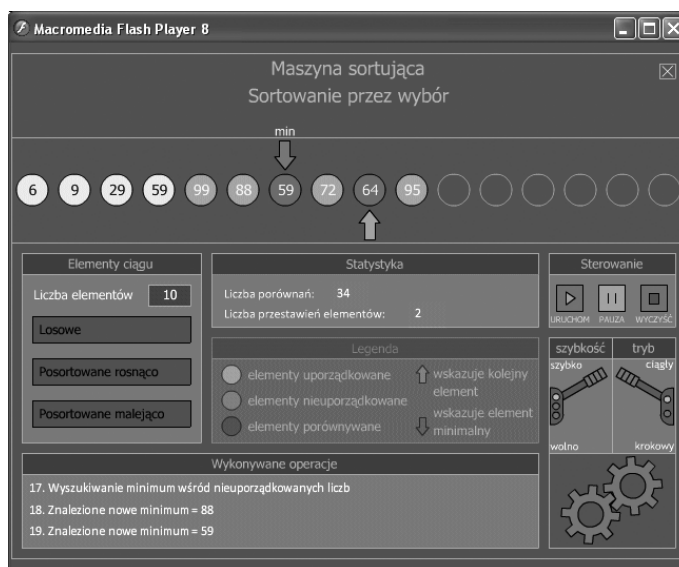 Macromedia Flash Player 8
Maszyna sortująca
Sortowanie przez wybór
min
6 9 29 59 99 88 59 72 64 95
Elementy ciągu
Liczba elementów 10
Losowe
Posortowane rosnąco
Posortowane malejąco
Statystyka
Liczba porównań: 34
Liczba przestawień elementów: 2
Legenda
elementy uporządkowane
elementy nieuporządkowane
elementy porównywane
wskazuje kolejny
element
wskazuje element
minimalny
Sterowanie
URUCHOM PAUZA WYCZYŚĆ
szybkość tryb
szybko ciągły
wolno krokowy
Wykonywane operacje
17. Wyszukiwanie minimum wśród nieuporządkowanych liczb
18. Znalezione nowe minimum = 88
19. Znalezione nowe minimum = 59